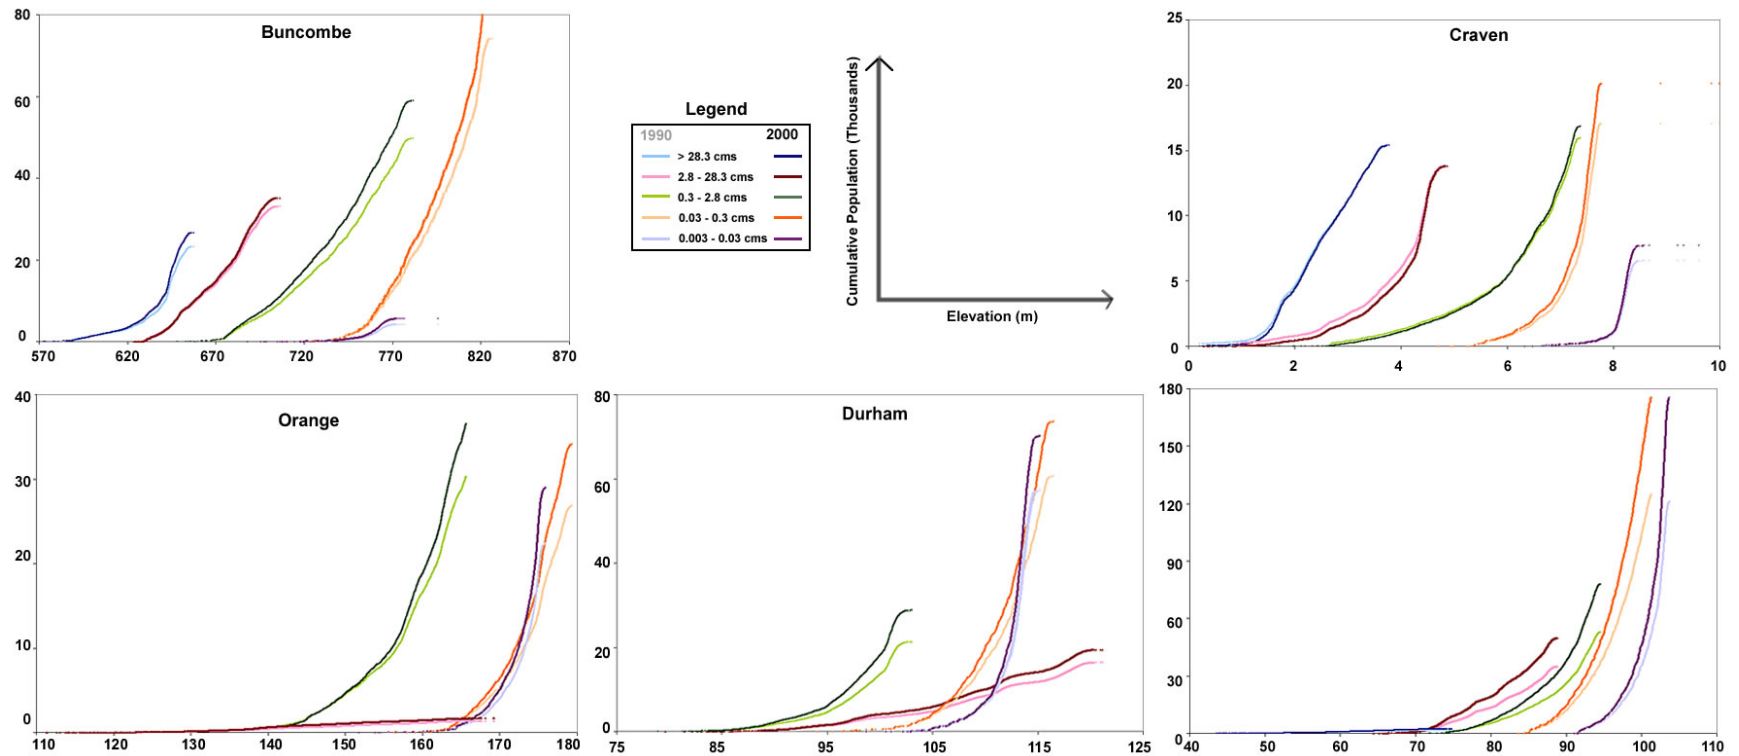 Buncombe
80
60
40
20
0
570 620 670 720 770 820 870
Legend
1990 2000
> 28.3 cms
2.8 - 28.3 cms
0.3 - 2.8 cms
0.03 - 0.3 cms
0.003 - 0.03 cms
Cumulative Population (Thousands)
Elevation (m)
Craven
25
20
15
10
5
0
0 2 4 6 8 10
Orange
40
30
20
10
0
110 120 130 140 150 160 170 180
Durham
80
60
40
20
0
75 85 95 105 115 125
180
150
120
90
60
30
0
40 50 60 70 80 90 100 110